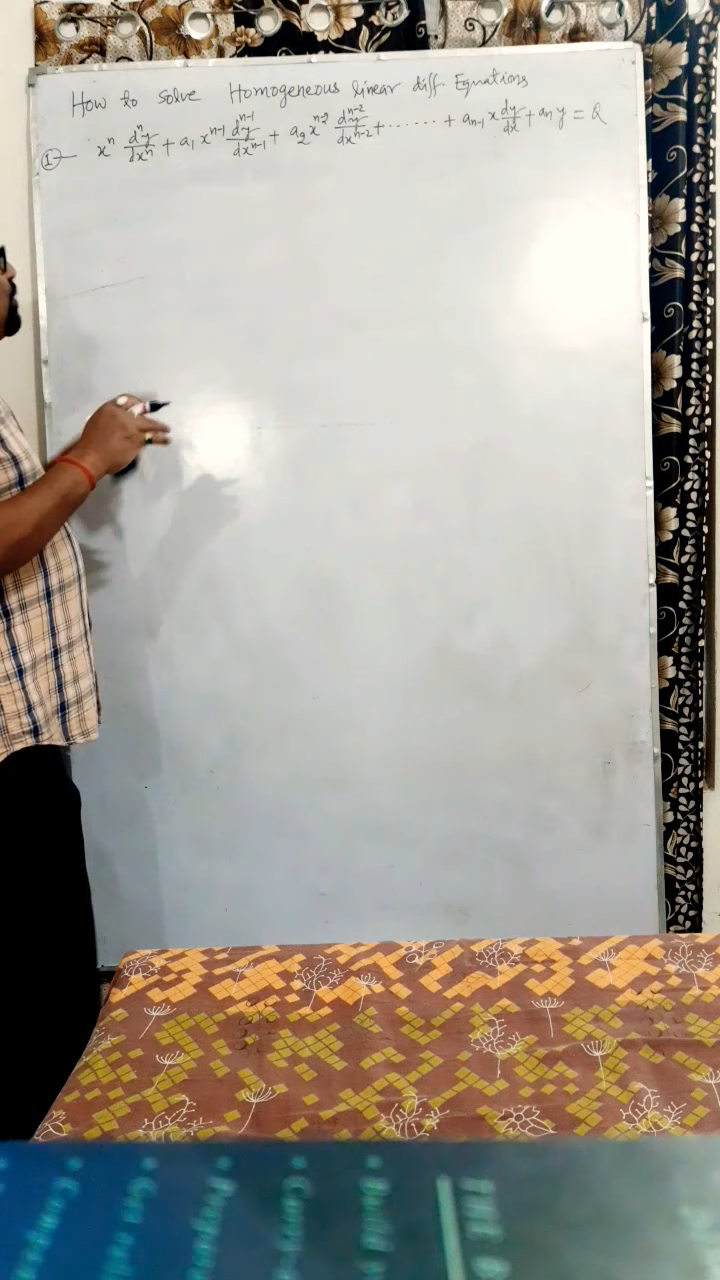 How to solve Homogeneous linear diff Equations
①— xⁿ dⁿy/dxⁿ + a₁ xⁿ⁻¹ dⁿ⁻¹y/dxⁿ⁻¹ + a₂ xⁿ⁻² dⁿ⁻²y/dxⁿ⁻² + ...... + aₙ₋₁ x dy/dx + aₙ y = Q